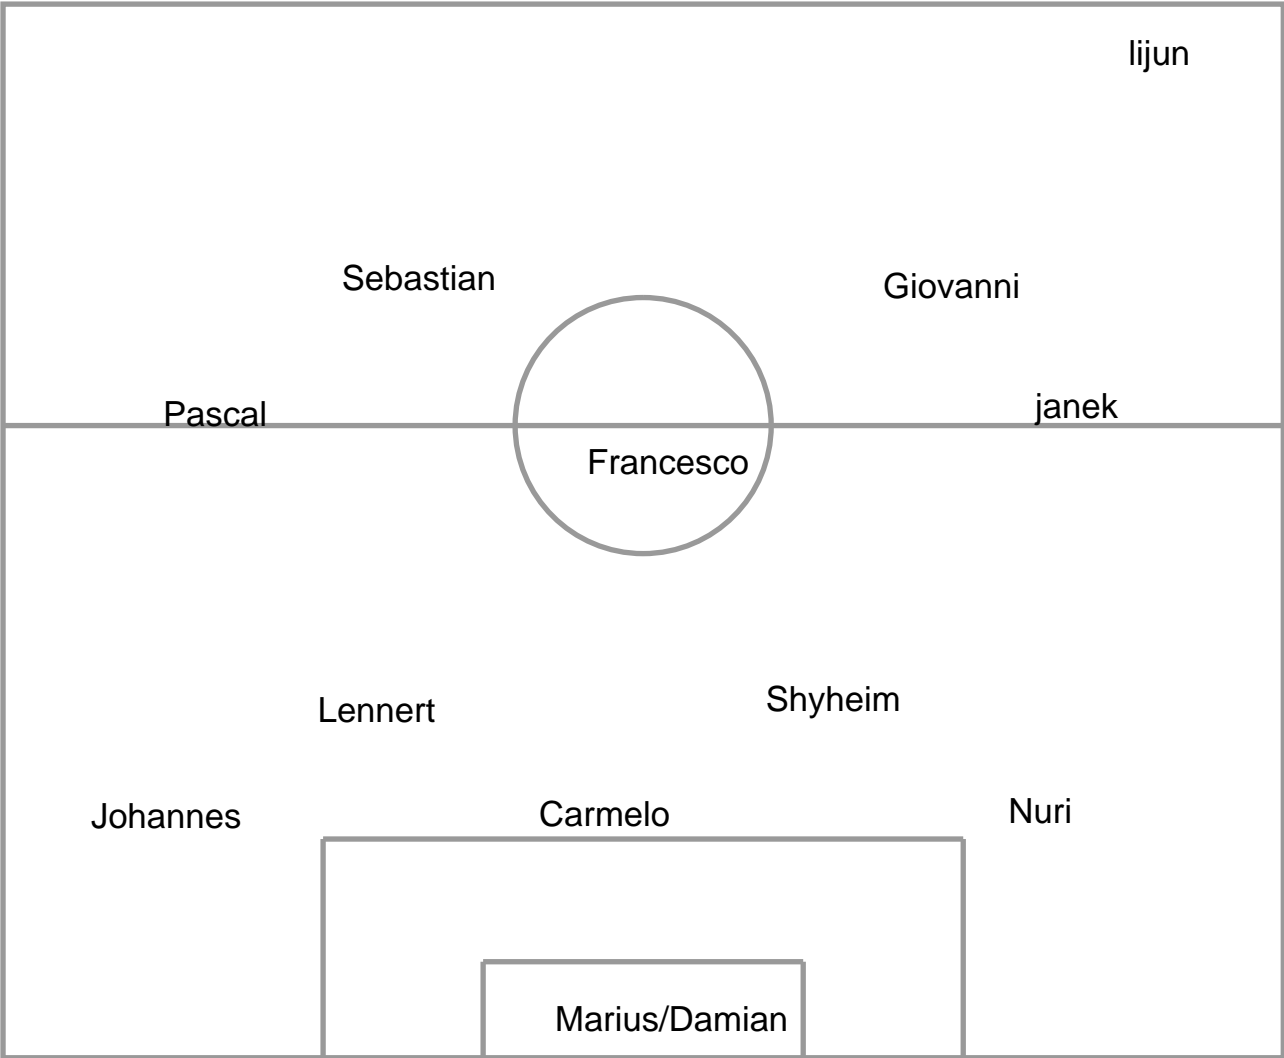 lijun
Sebastian
Giovanni
Pascal
janek
Francesco
Lennert
Shyheim
Johannes
Carmelo
Nuri
Marius/Damian